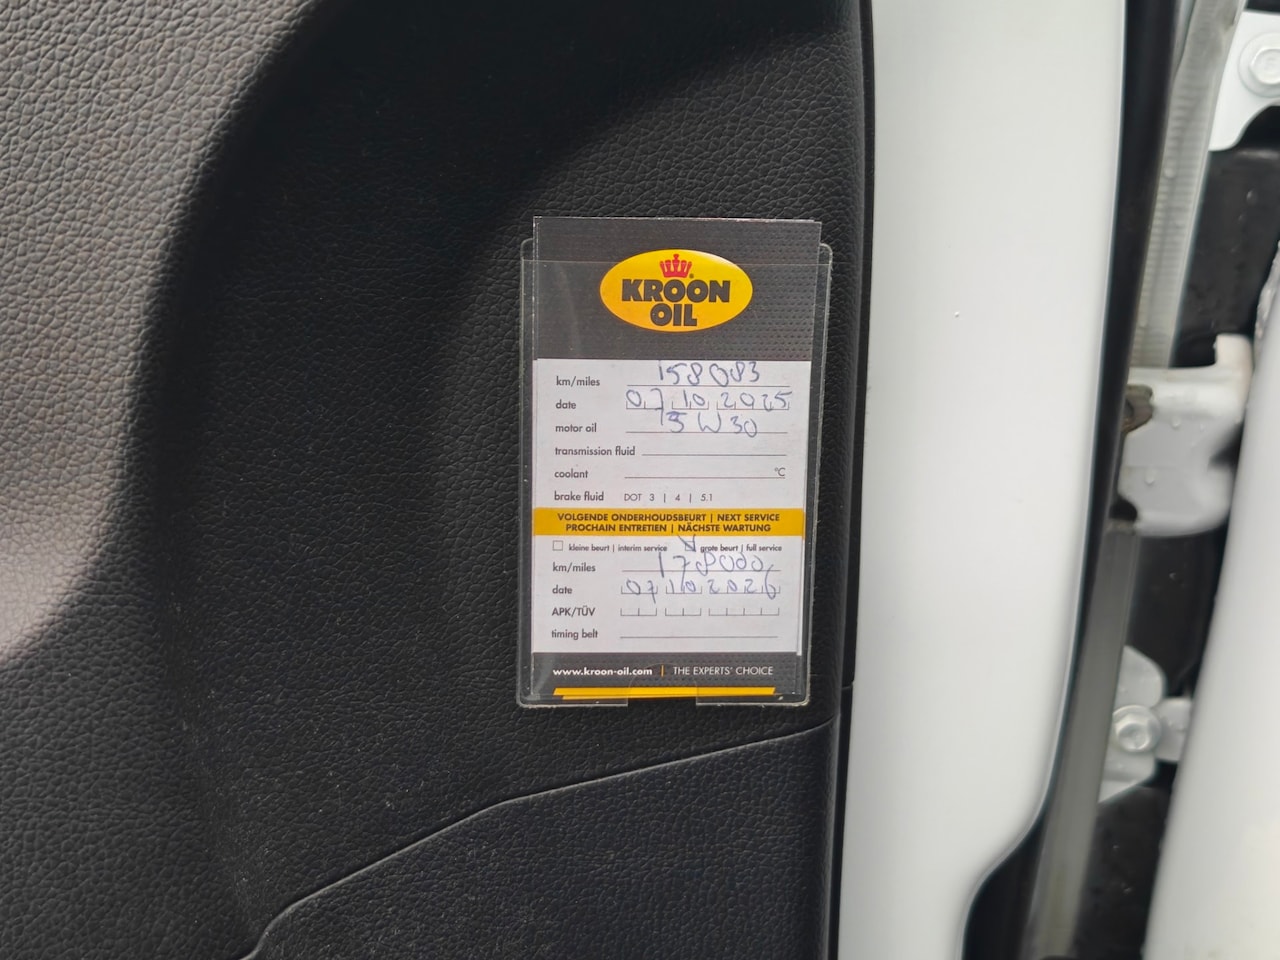 KROON
OIL
km/miles 158083
date 07 10 2025
motor oil 5W30
transmission fluid
coolant °C
brake fluid DOT 3 | 4 | 5.1
VOLGENDE ONDERHOUDSBEURT | NEXT SERVICE
PROCHAIN ENTRETIEN | NÄCHSTE WARTUNG
kleine beurt | interim service grote beurt | full service
km/miles 178000
date 07 10 2026
APK/TÜV
timing belt
www.kroon-oil.com | THE EXPERTS' CHOICE